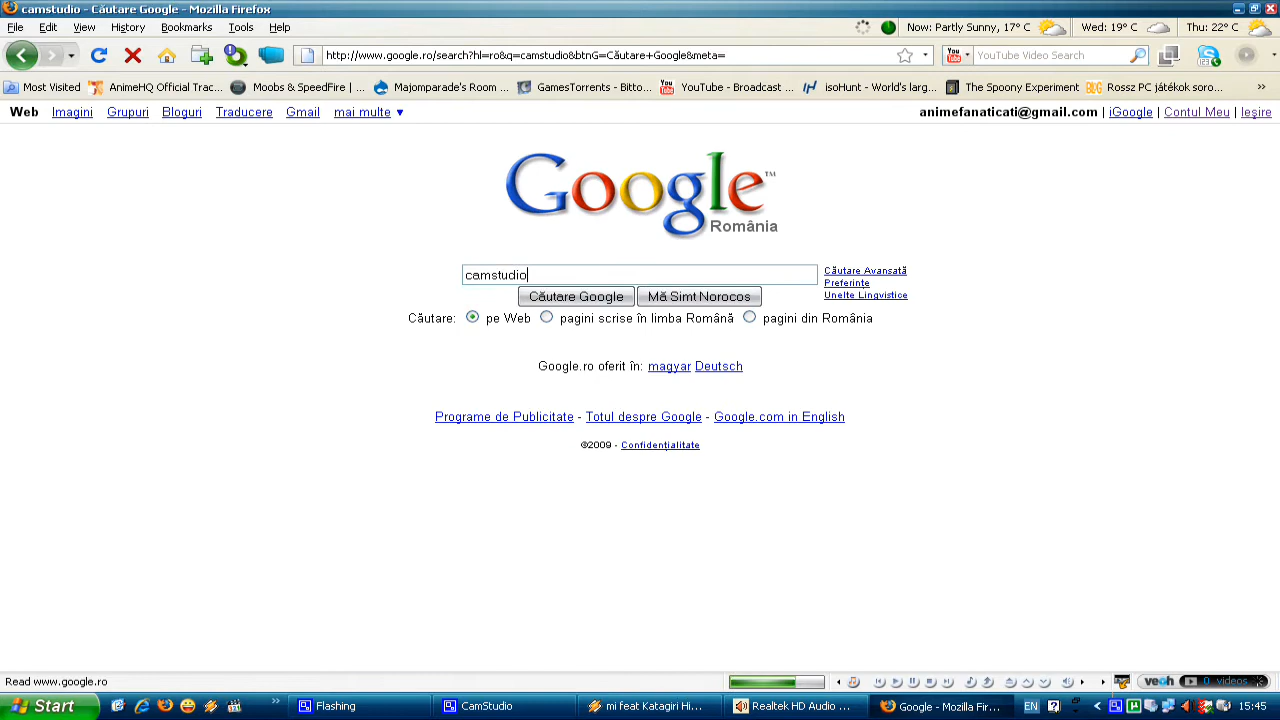 camstudio - Căutare Google - Mozilla Firefox
File Edit View History Bookmarks Tools Help
Now: Partly Sunny, 17° C Wed: 19° C Thu: 22° C
http://www.google.ro/search?hl=ro&q=camstudio&btnG=Căutare+Google&meta=
You Tube YouTube Video Search
Most Visited AnimeHQ Official Trac... Moobs & SpeedFire | ... Majomparade's Room ... GamesTorrents - Bitto... YouTube - Broadcast ... isoHunt - World's larg... The Spoony Experiment Rossz PC játékok soro... »
Web Imagini Grupuri Bloguri Traducere Gmail mai multe ▼ animefanaticati@gmail.com | iGoogle | Contul Meu | Ieşire
Google™
România
camstudio
Căutare Avansată
Preferinţe
Unelte Lingvistice
Căutare Google Mă Simt Norocos
Căutare: pe Web pagini scrise în limba Română pagini din România
Google.ro oferit în: magyar Deutsch
Programe de Publicitate - Totul despre Google - Google.com in English
©2009 - Confidenţialitate
Read www.google.ro
veoh 0 videos
Start » Flashing CamStudio mi feat Katagiri Hi... Realtek HD Audio ... Google - Mozilla Fir... EN 15:45